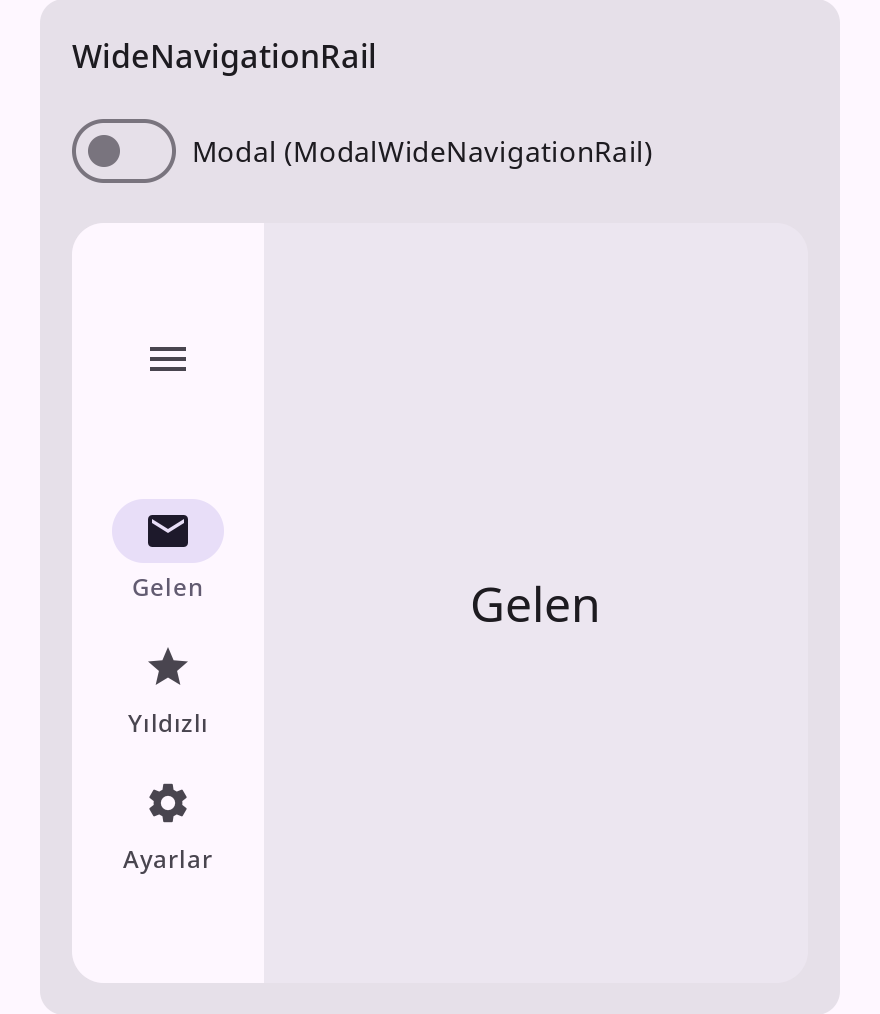 WideNavigationRail
Modal (ModalWideNavigationRail)
Gelen
Gelen
Yıldızlı
Ayarlar